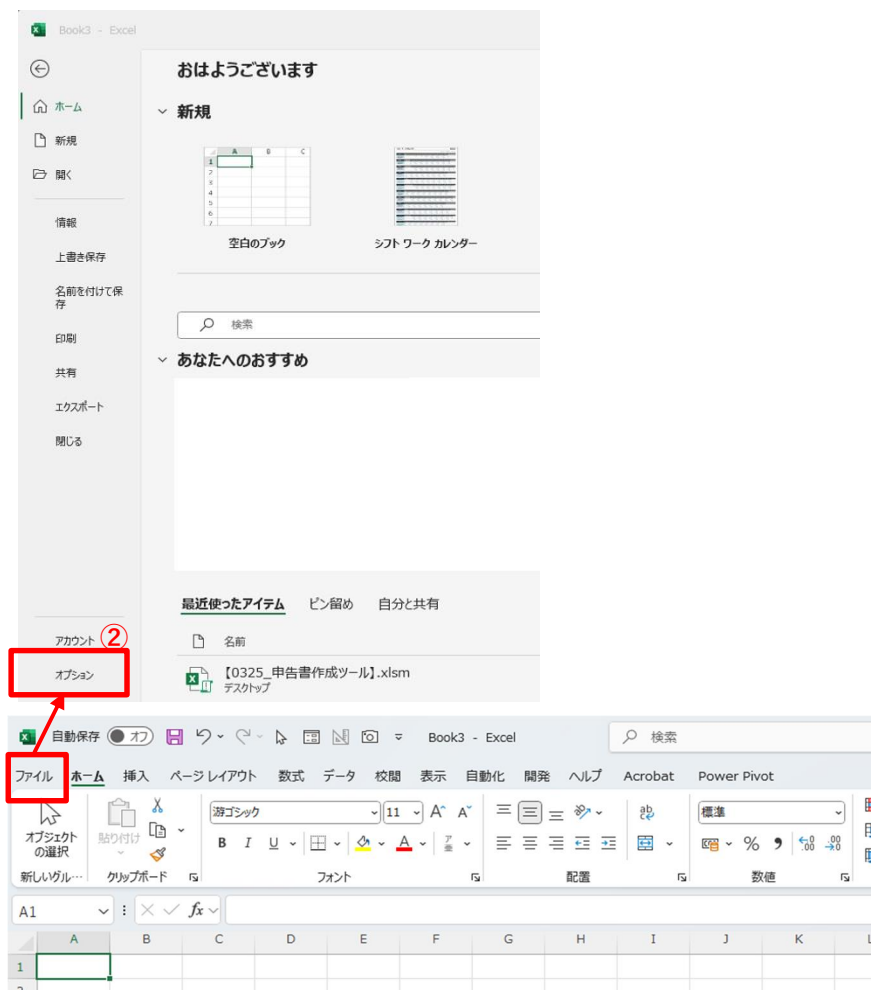 Book3 - Excel
おはようございます
ホーム
新規
新規
開く
A B C
1
2
3
4
5
6
7
空白のブック
シフト ワーク カレンダー
情報
上書き保存
名前を付けて保
存
印刷
共有
エクスポート
閉じる
検索
あなたへのおすすめ
最近使ったアイテム ピン留め 自分と共有
名前
【0325_申告書作成ツール】.xlsm
デスクトップ
アカウント ②
オプション
自動保存 オフ Book3 - Excel 検索
ファイル ホーム 挿入 ページ レイアウト 数式 データ 校閲 表示 自動化 開発 ヘルプ Acrobat Power Pivot
オブジェクト
の選択
貼り付け
游ゴシック 11 A A
B I U A
ab
標準
% 9 .00 .00
新しいグル… クリップボード フォント 配置 数値
A1 fx
A B C D E F G H I J K L
1